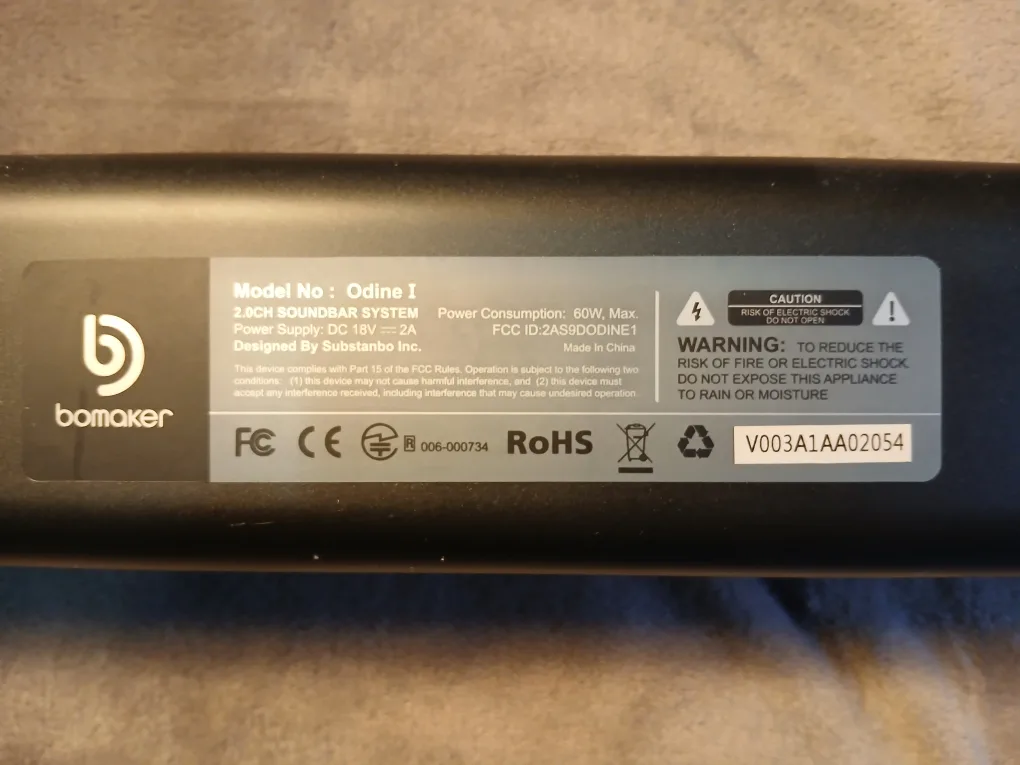 bomaker
Model No : Odine I
2.0CH SOUNDBAR SYSTEM
Power Supply: DC 18V ⎓ 2A
Designed By Substanbo Inc.
Power Consumption: 60W, Max.
FCC ID:2AS9DODINE1
Made In China
This device complies with Part 15 of the FCC Rules. Operation is subject to the following two
conditions: (1) this device may not cause harmful interference, and (2) this device must
accept any interference received, including interference that may cause undesired operation
CAUTION
RISK OF ELECTRIC SHOCK
DO NOT OPEN
WARNING: TO REDUCE THE
RISK OF FIRE OR ELECTRIC SHOCK.
DO NOT EXPOSE THIS APPLIANCE
TO RAIN OR MOISTURE
FC CE R 006-000734 RoHS
V003A1AA02054